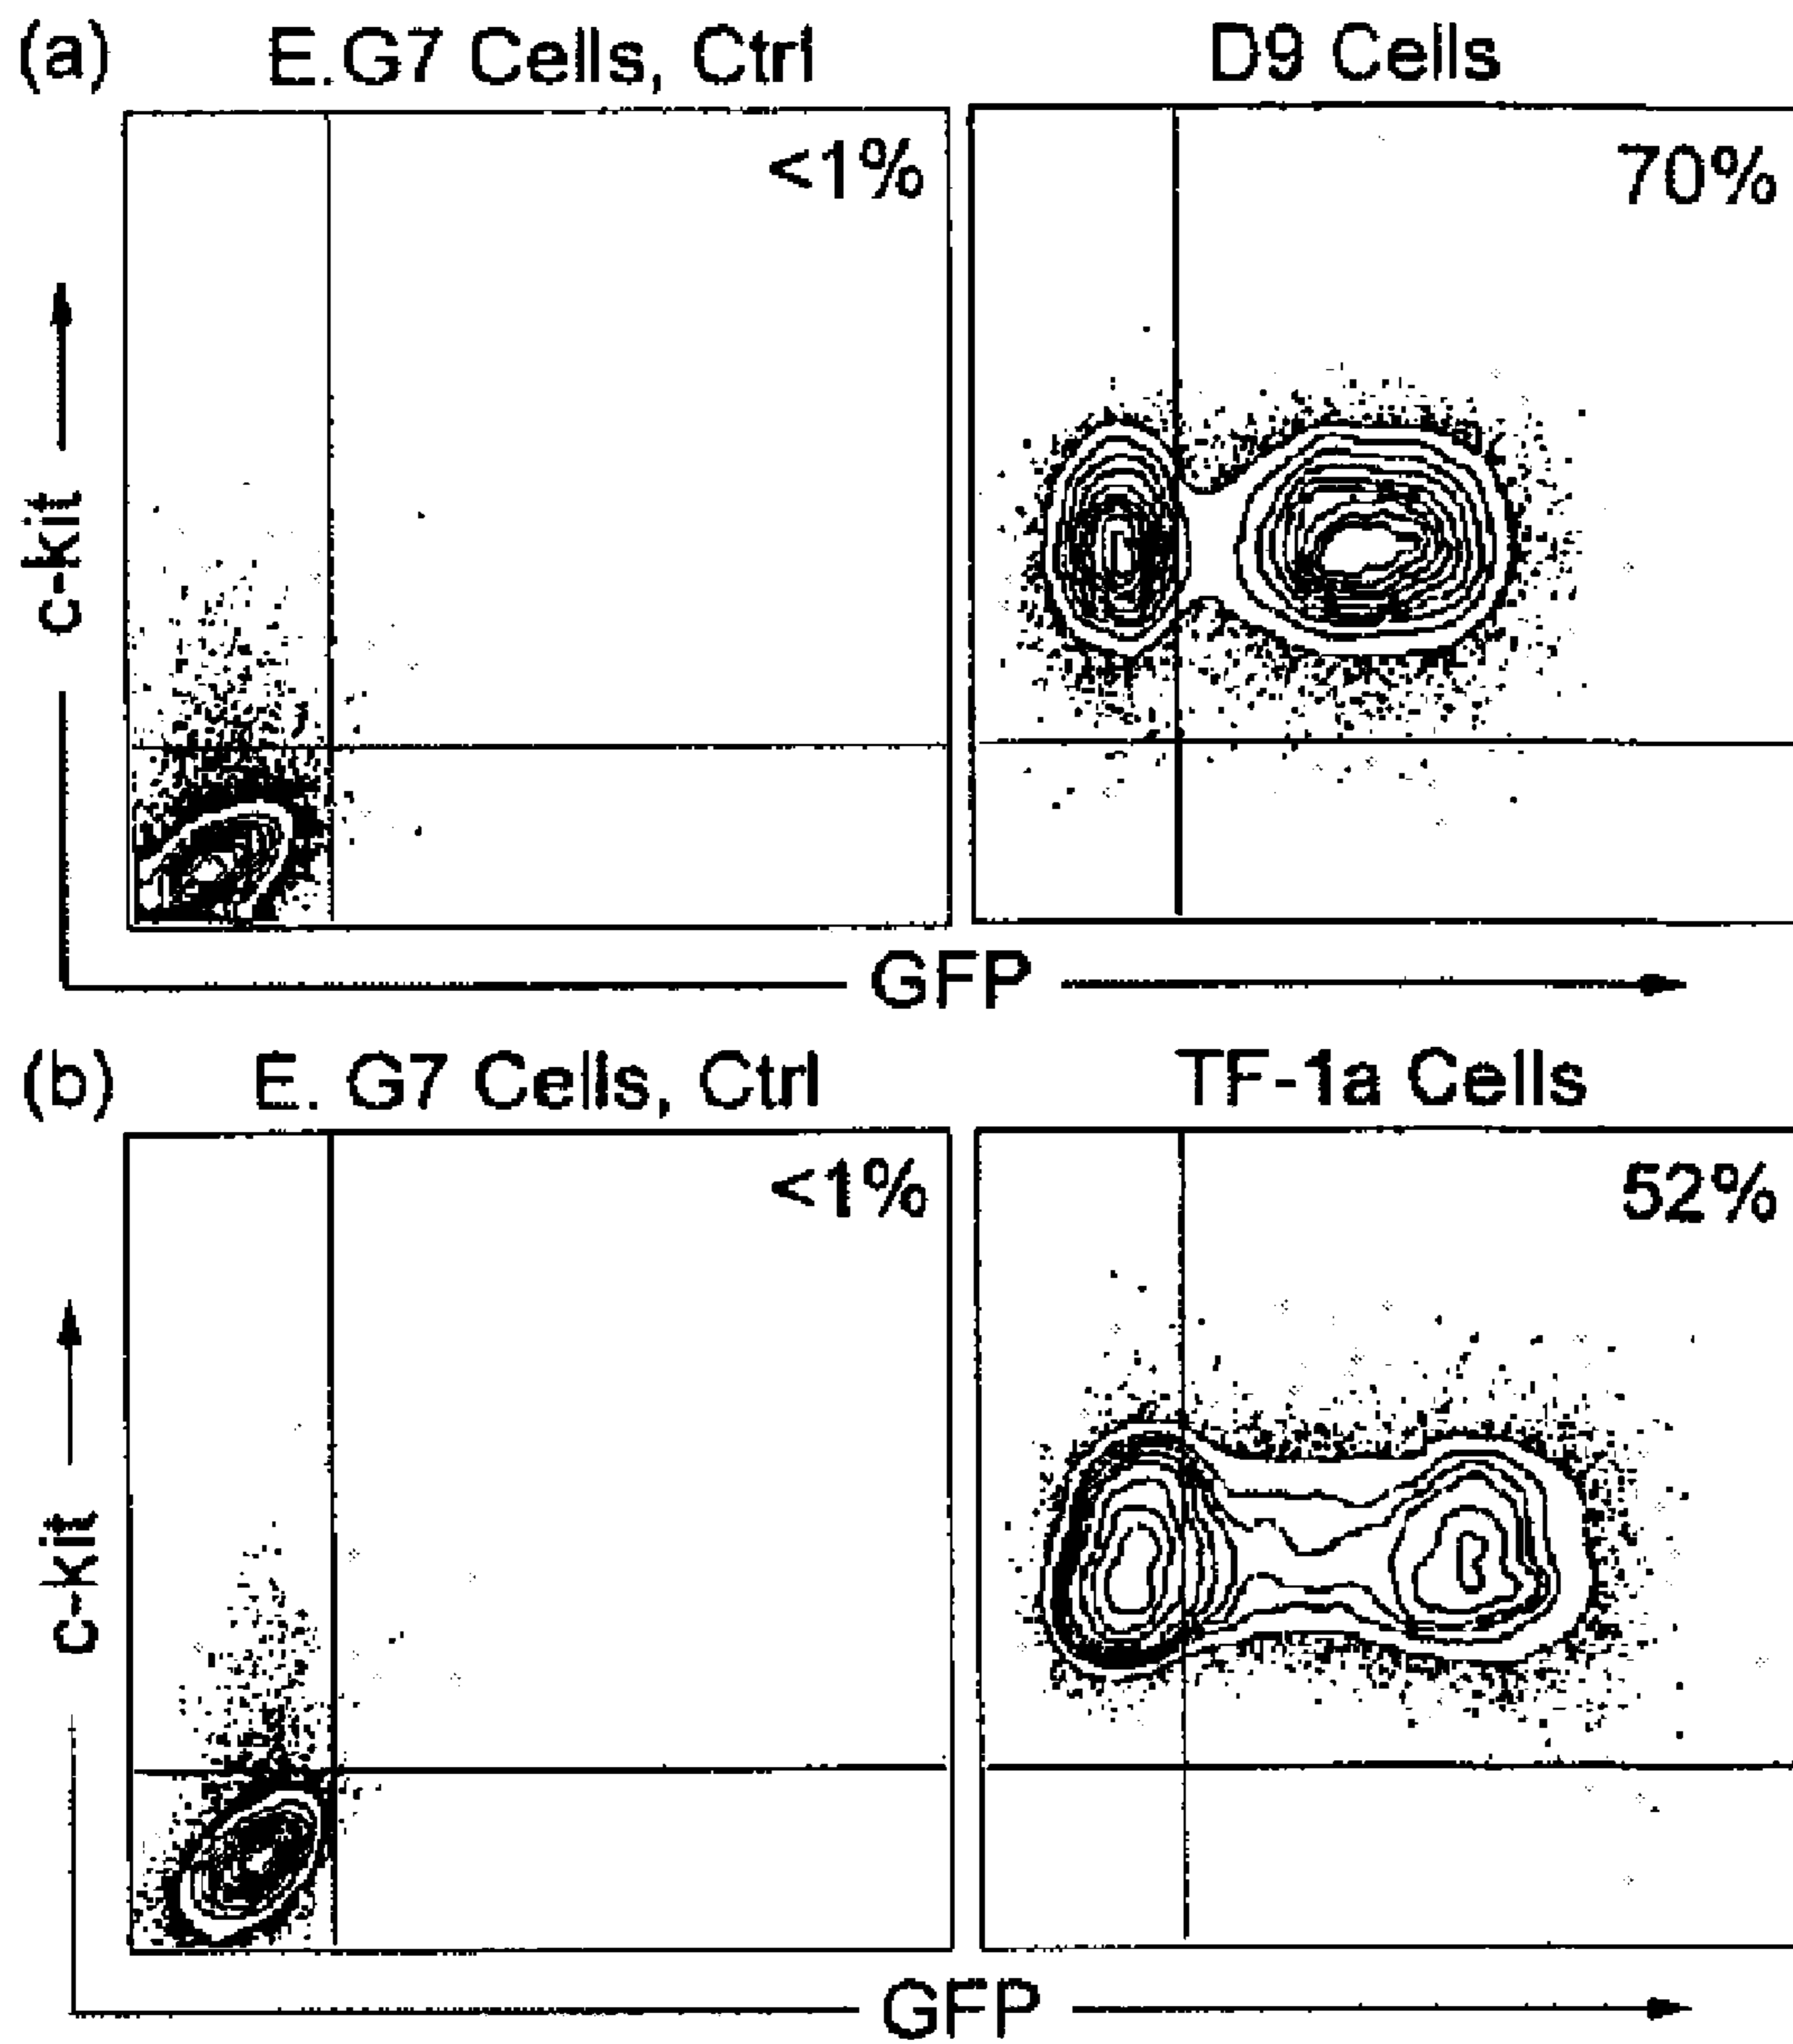 (a) E.G7 Cells, Ctrl D9 Cells
<1% 70%
c-kit
GFP
(b) E. G7 Cells, Ctrl TF-1a Cells
<1% 52%
c-kit
GFP